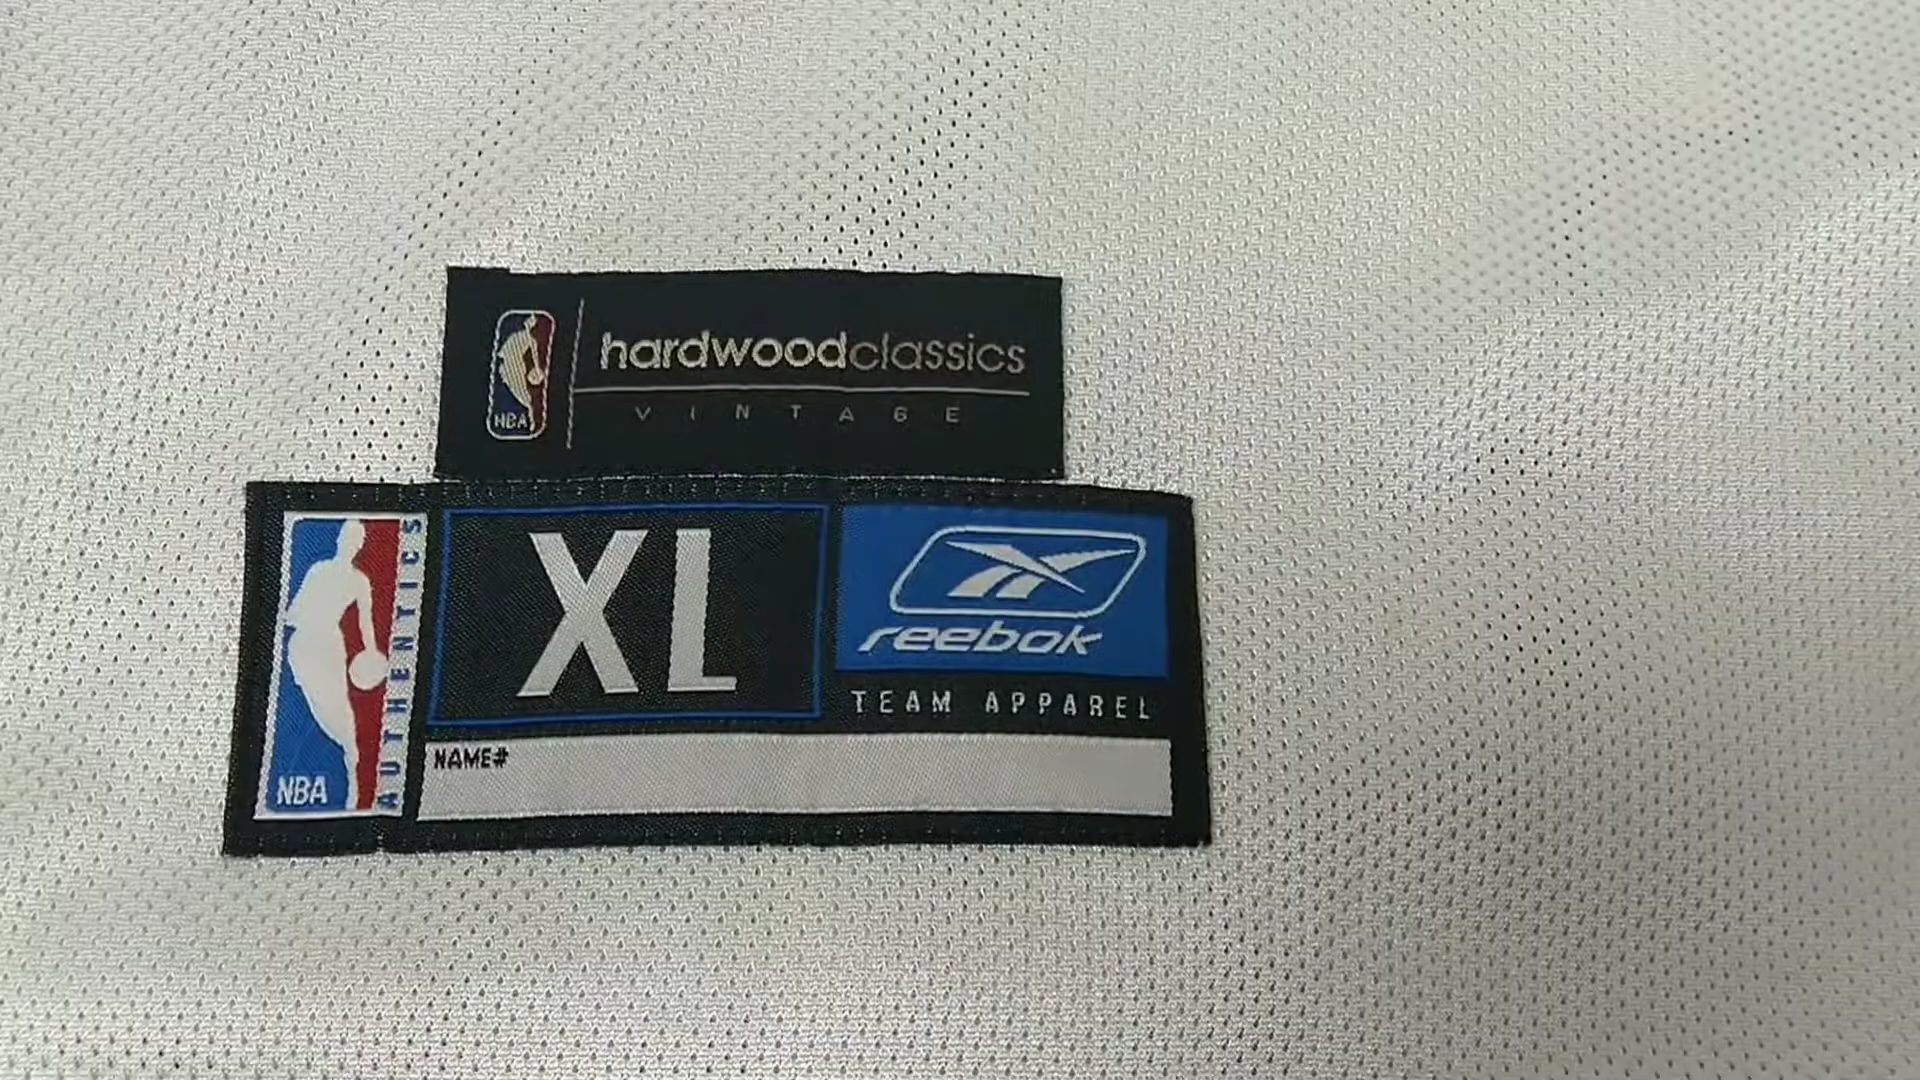 NBA
hardwoodclassics
VINTAGE
NBA
AUTHENTICS
XL
reebok
TEAM APPAREL
NAME#